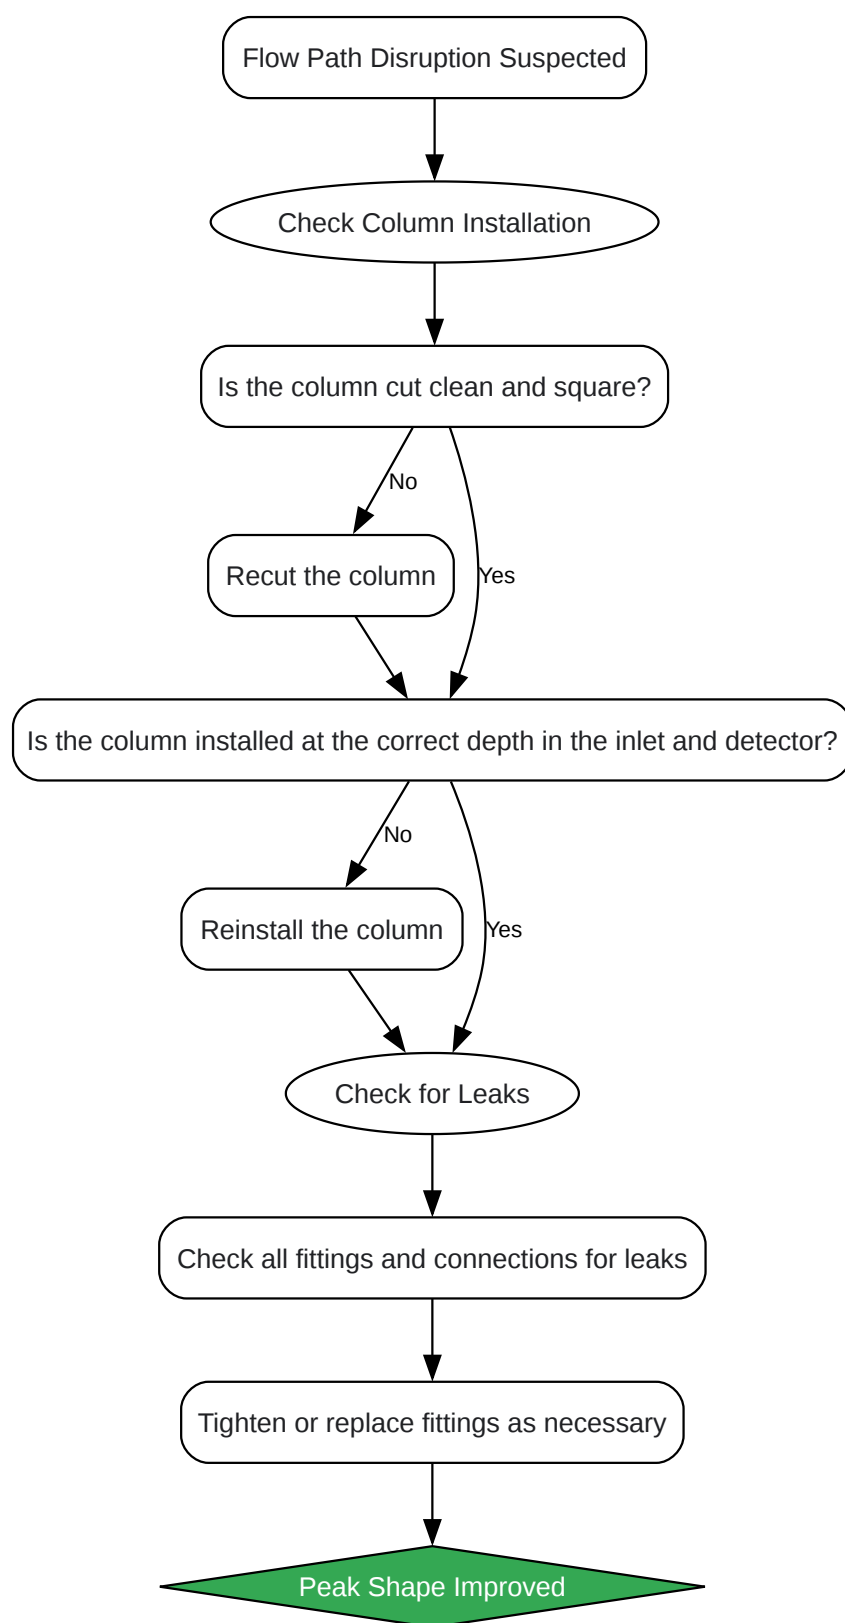 Flow Path Disruption Suspected
Check Column Installation
Is the column cut clean and square?
No
Recut the column
Yes
Is the column installed at the correct depth in the inlet and detector?
No
Reinstall the column
Yes
Check for Leaks
Check all fittings and connections for leaks
Tighten or replace fittings as necessary
Peak Shape Improved